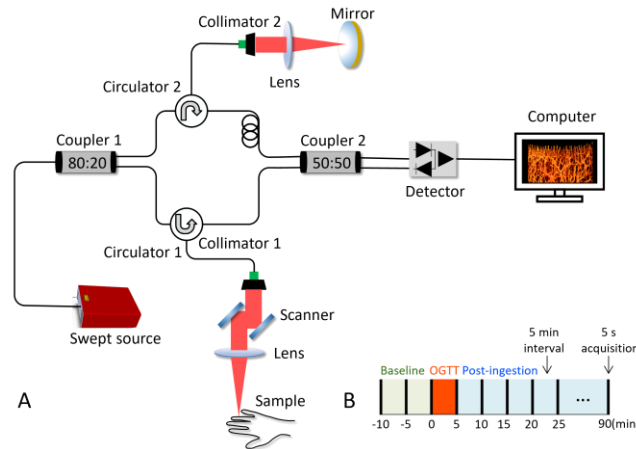 Collimator 2
Mirror
Lens
Circulator 2
Computer
Coupler 1
Coupler 2
80:20
50:50
Detector
Circulator 1
Collimator 1
Scanner
Swept source
Lens
Sample
A
5 min
interval
5 s
acquisition
Baseline OGTT Post-ingestion
...
B
-10 -5 0 5 10 15 20 25 90(min